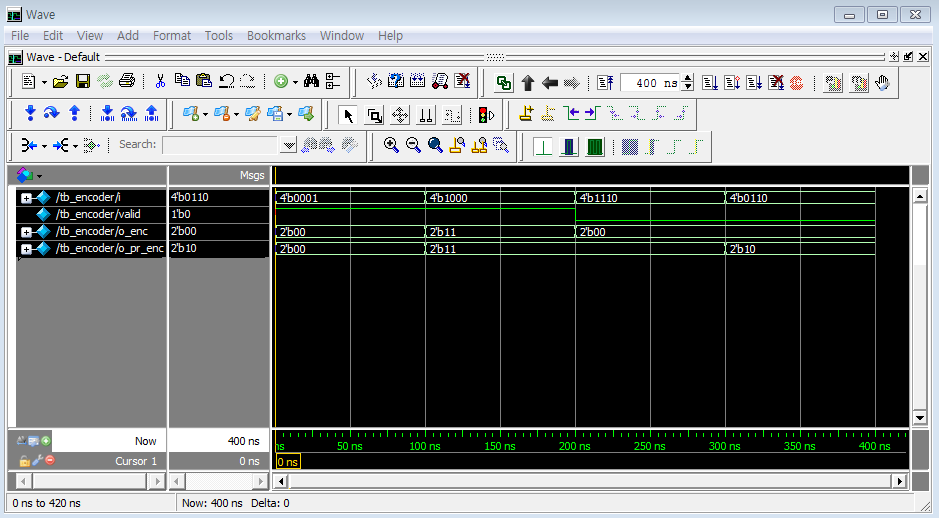 Wave
File Edit View Add Format Tools Bookmarks Window Help
Wave - Default
400 ns
Search:
Msgs
/tb_encoder/i 4'b0110 4'b0001 4'b1000 4'b1110 4'b0110
/tb_encoder/valid 1'b0
/tb_encoder/o_enc 2'b00 2'b00 2'b11 2'b00
/tb_encoder/o_pr_enc 2'b10 2'b00 2'b11 2'b10
Now 400 ns ns 50 ns 100 ns 150 ns 200 ns 250 ns 300 ns 350 ns 400 ns
Cursor 1 0 ns 0 ns
0 ns to 420 ns Now: 400 ns Delta: 0